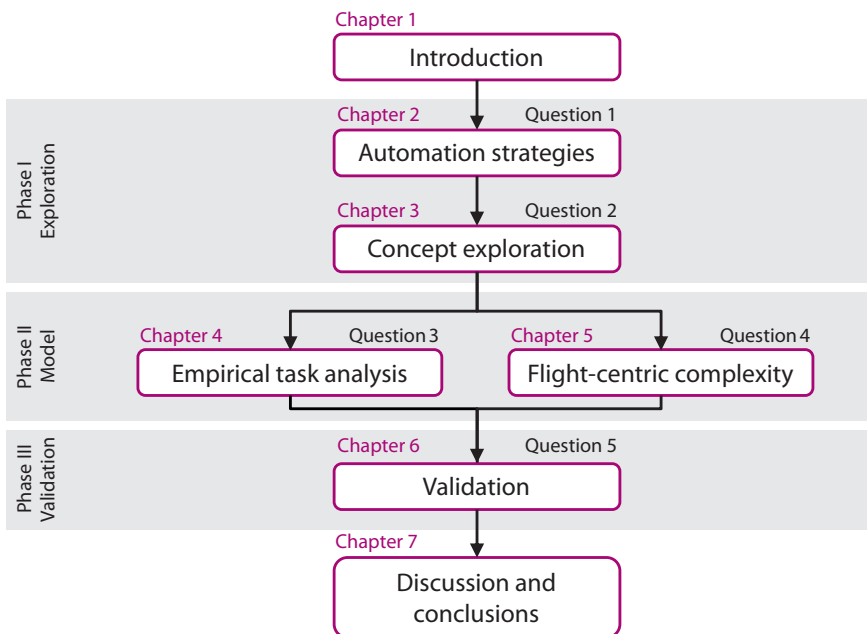 Chapter 1
Introduction
Phase I
Exploration
Chapter 2
Question 1
Automation strategies
Chapter 3
Question 2
Concept exploration
Phase II
Model
Chapter 4
Question 3
Empirical task analysis
Chapter 5
Question 4
Flight-centric complexity
Phase III
Validation
Chapter 6
Question 5
Validation
Chapter 7
Discussion and
conclusions